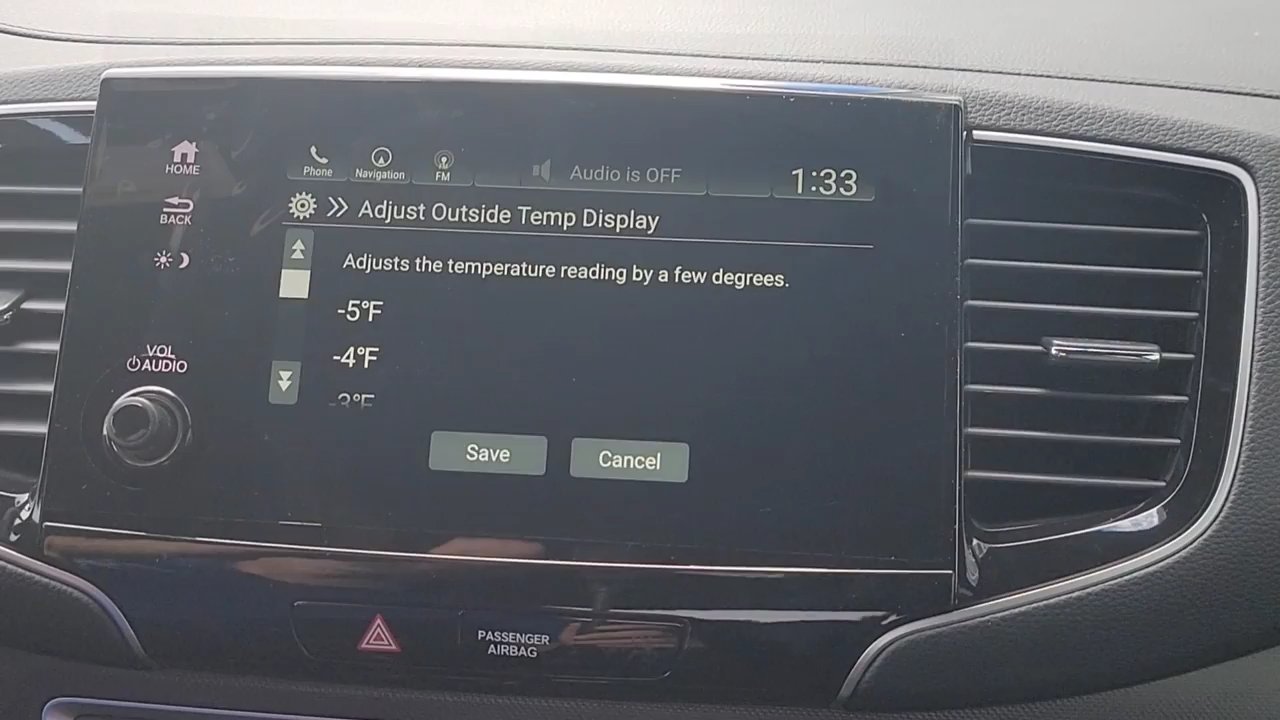 HOME
BACK
VOL
AUDIO
Phone
Navigation
FM
Audio is OFF
1:33
Adjust Outside Temp Display
Adjusts the temperature reading by a few degrees.
-5°F
-4°F
-3°F
Save
Cancel
PASSENGER
AIRBAG